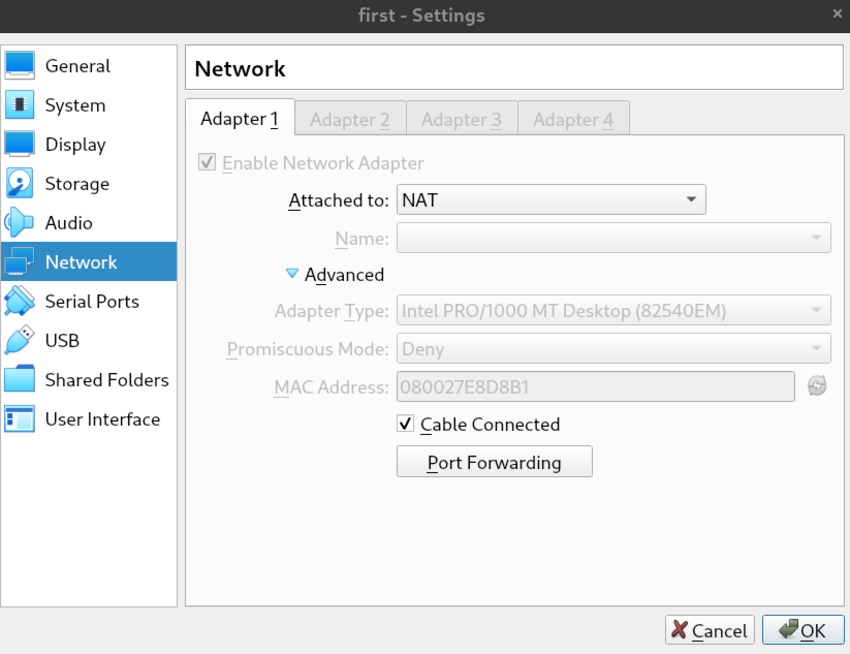 first - Settings
General
System
Display
Storage
Audio
Network
Serial Ports
USB
Shared Folders
User Interface
Network
Adapter 1 Adapter 2 Adapter 3 Adapter 4
Enable Network Adapter
Attached to: NAT
Name:
Advanced
Adapter Type: Intel PRO/1000 MT Desktop (82540EM)
Promiscuous Mode: Deny
MAC Address: 080027E8D8B1
Cable Connected
Port Forwarding
Cancel OK